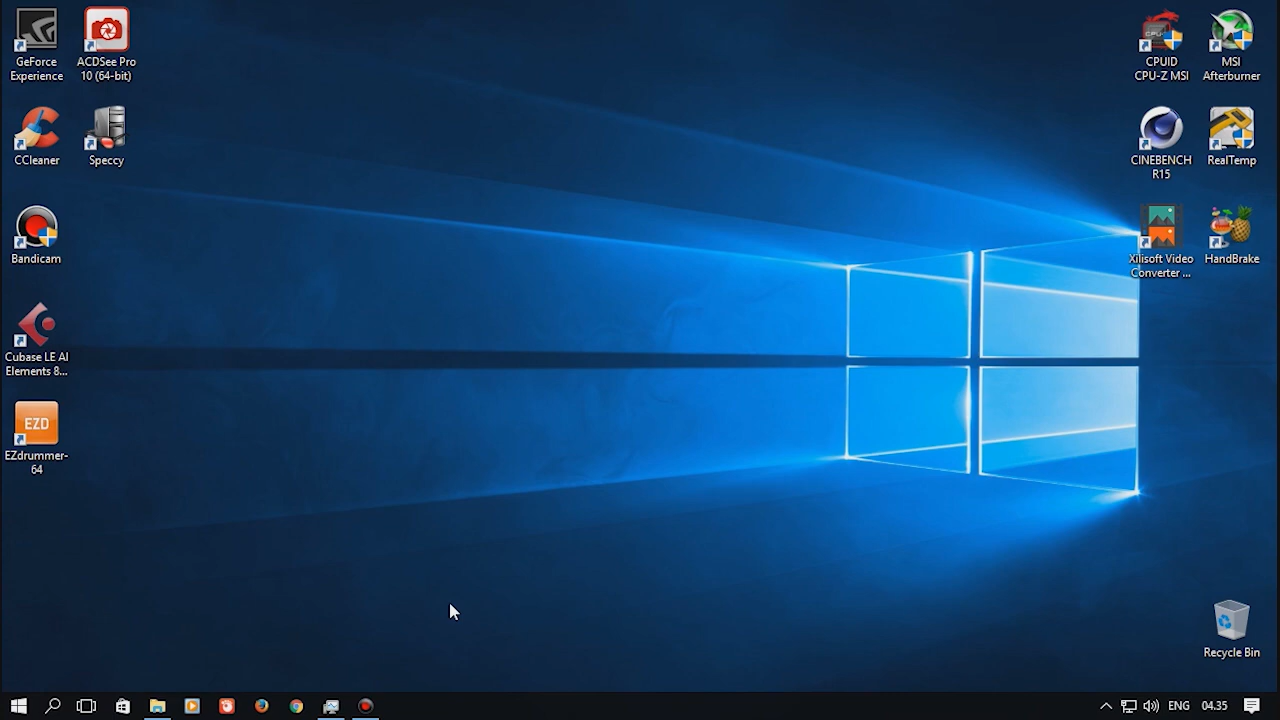 GeForce
Experience
ACDSee Pro
10 (64-bit)
CPUID
CPU-Z MSI
MSI
Afterburner
CCleaner
Speccy
CINEBENCH
R15
RealTemp
Bandicam
Xilisoft Video
Converter ...
HandBrake
Cubase LE AI
Elements 8...
EZD
EZdrummer-
64
Recycle Bin
ENG
04.35